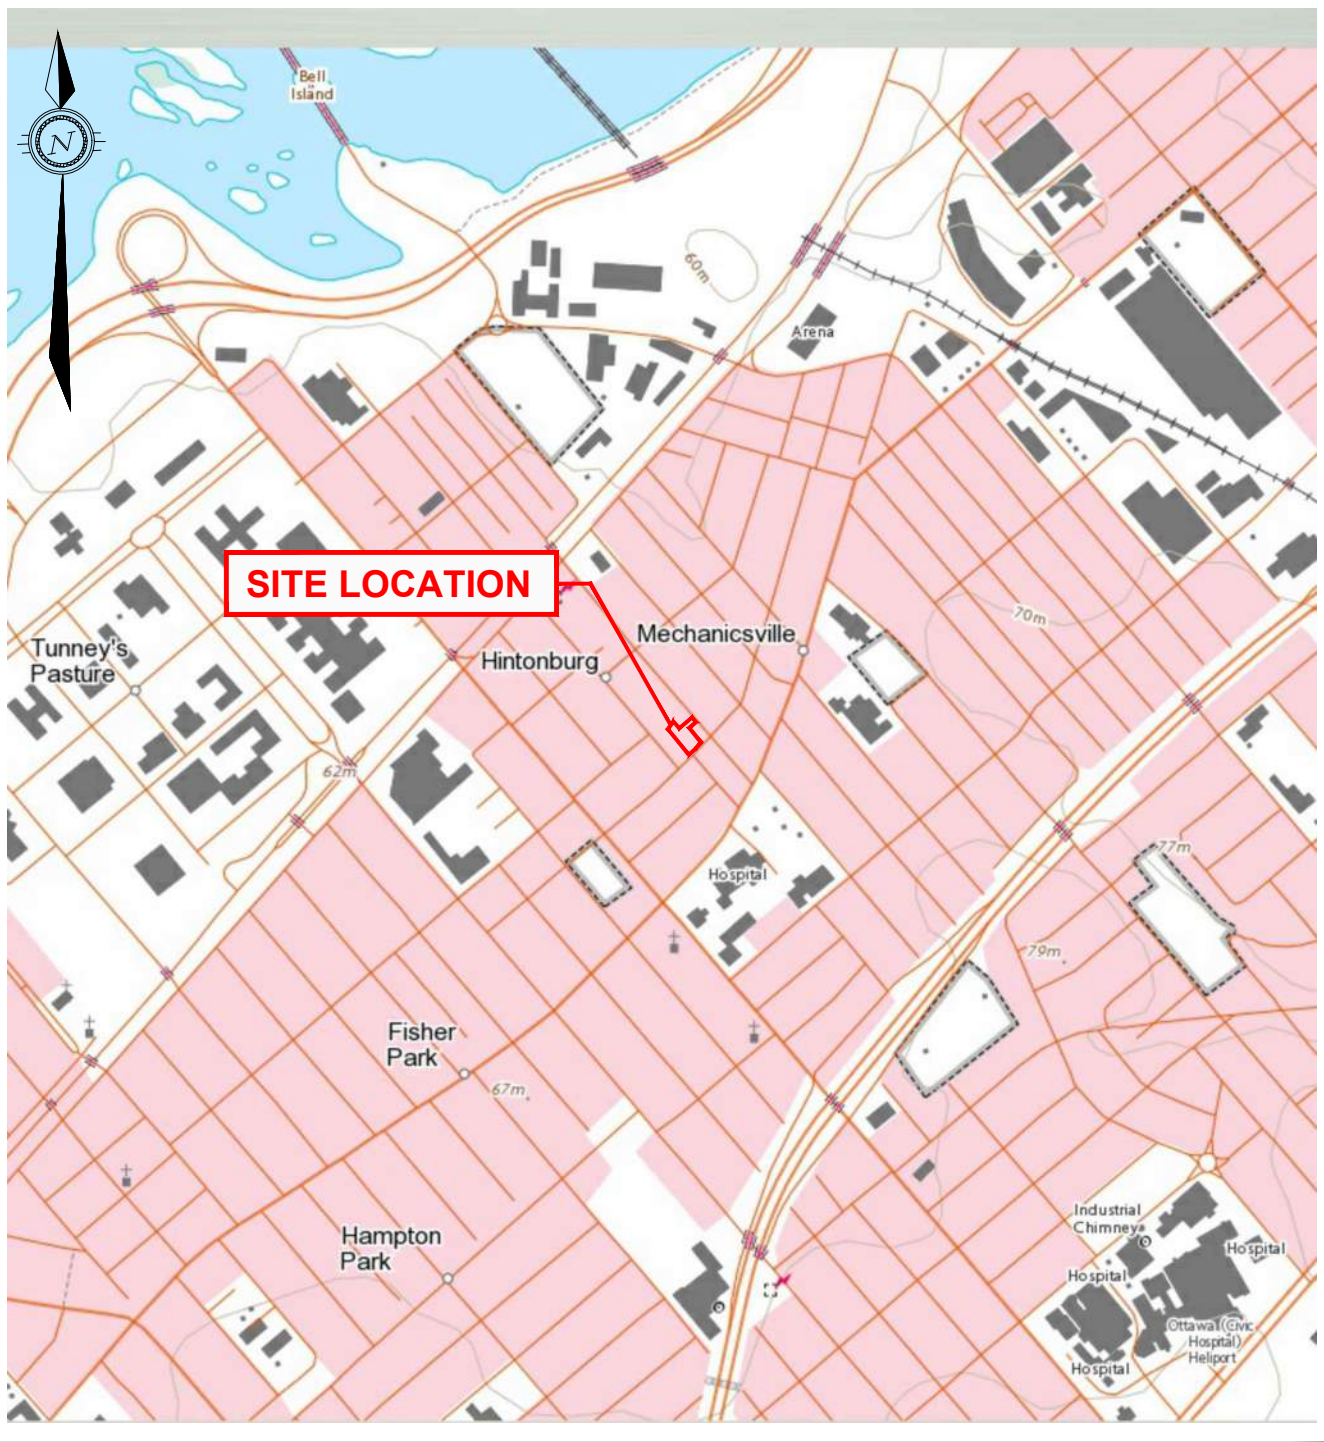 Bell
Island
N
60m
Arena
SITE LOCATION
70m
Mechanicsville
Tunney's
Pasture
Hintonburg
62m
77m
Hospital
79m
Fisher
Park
67m
Industrial
Chimney
Hampton
Park
Hospital
Hospital
Ottawa (Civic
Hospital)
Heliport
Hospital